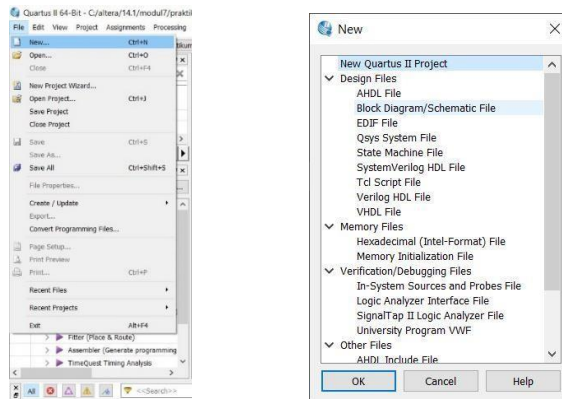 Quartus II 64-Bit - C:/altera/14.1/modul7/prakti
File Edit View Project Assignments Processing
New... Ctrl+N
Open... Ctrl+O
Close Ctrl+F4
New Project Wizard...
Open Project... Ctrl+J
Save Project
Close Project
Save Ctrl+S
Save As...
Save All Ctrl+Shift+S
File Properties...
Create / Update
Export...
Convert Programming Files...
Page Setup...
Print Preview
Print... Ctrl+P
Recent Files
Recent Projects
Exit Alt+F4
Fitter (Place & Route)
Assembler (Generate programming
TimeQuest Timing Analysis
All <<Search>>
New
New Quartus II Project
Design Files
AHDL File
Block Diagram/Schematic File
EDIF File
Qsys System File
State Machine File
SystemVerilog HDL File
Tcl Script File
Verilog HDL File
VHDL File
Memory Files
Hexadecimal (Intel-Format) File
Memory Initialization File
Verification/Debugging Files
In-System Sources and Probes File
Logic Analyzer Interface File
SignalTap II Logic Analyzer File
University Program VWF
Other Files
AHDL Include File
OK Cancel Help